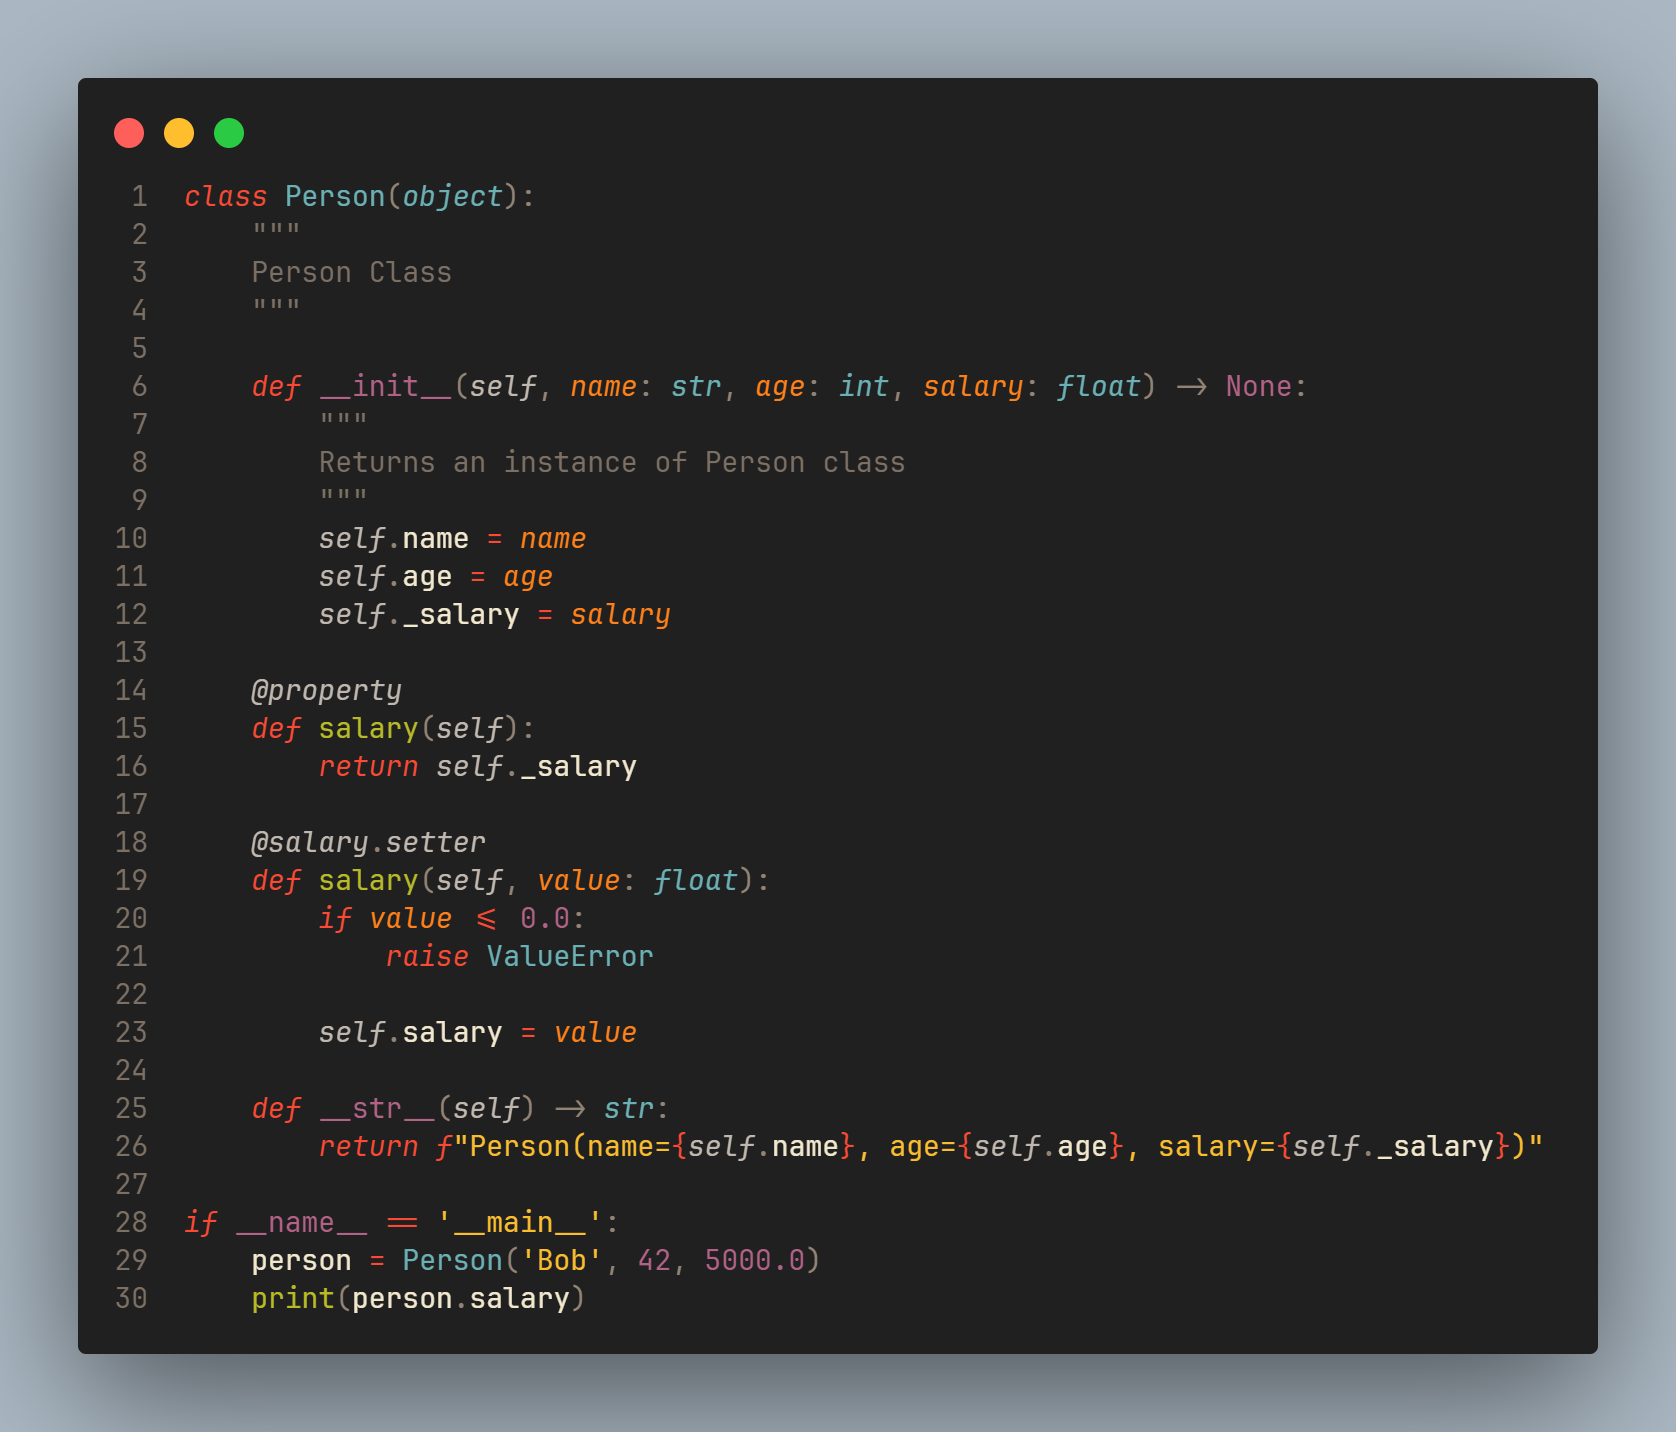 1 class Person(object):
2     """
3     Person Class
4     """
5
6     def __init__(self, name: str, age: int, salary: float) -> None:
7         """
8         Returns an instance of Person class
9         """
10         self.name = name
11         self.age = age
12         self._salary = salary
13
14     @property
15     def salary(self):
16         return self._salary
17
18     @salary.setter
19     def salary(self, value: float):
20         if value <= 0.0:
21             raise ValueError
22
23         self.salary = value
24
25     def __str__(self) -> str:
26         return f"Person(name={self.name}, age={self.age}, salary={self._salary})"
27
28 if __name__ == '__main__':
29     person = Person('Bob', 42, 5000.0)
30     print(person.salary)